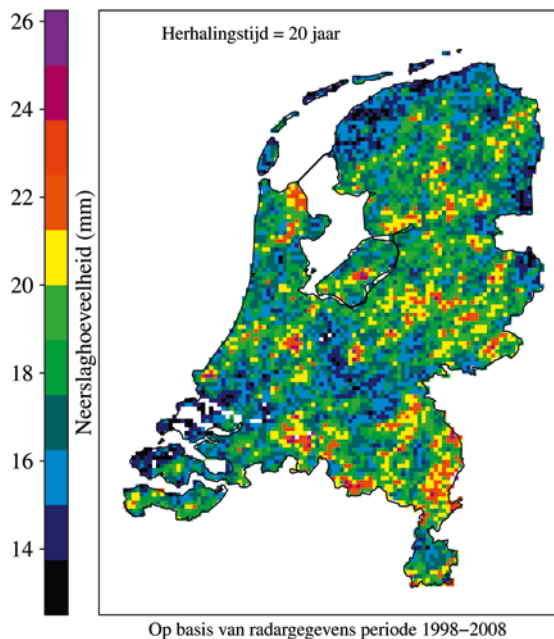 Herhalingstijd = 20 jaar
26
24
22
20
18
16
14
Neerslaghoeveelheid (mm)
Op basis van radargegevens periode 1998–2008